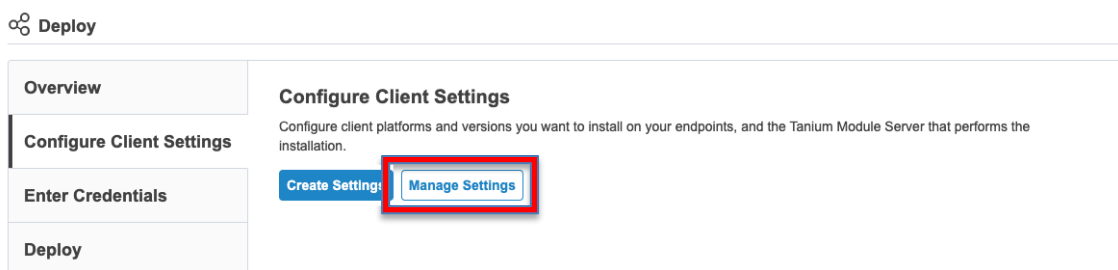 Deploy
Overview
Configure Client Settings
Enter Credentials
Deploy
Configure Client Settings
Configure client platforms and versions you want to install on your endpoints, and the Tanium Module Server that performs the
installation.
Create Settings
Manage Settings